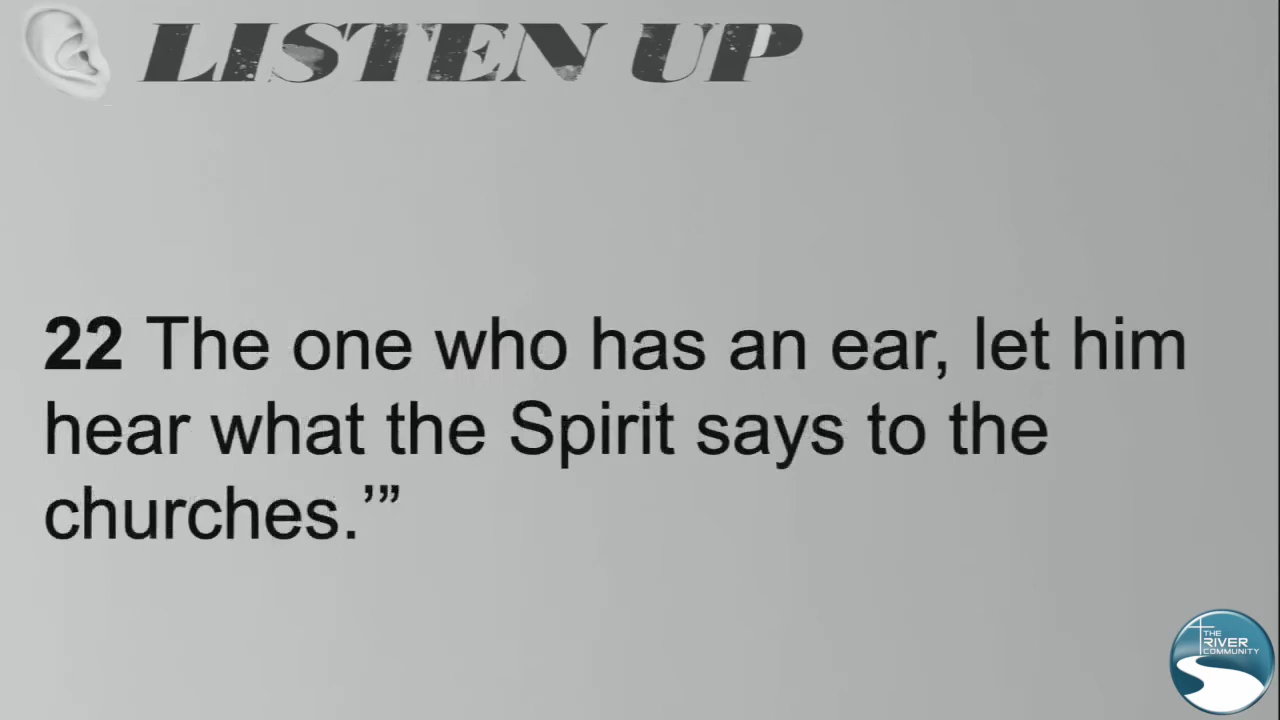 LISTEN UP
22 The one who has an ear, let him
hear what the Spirit says to the
churches.’”
THE
RIVER
COMMUNITY